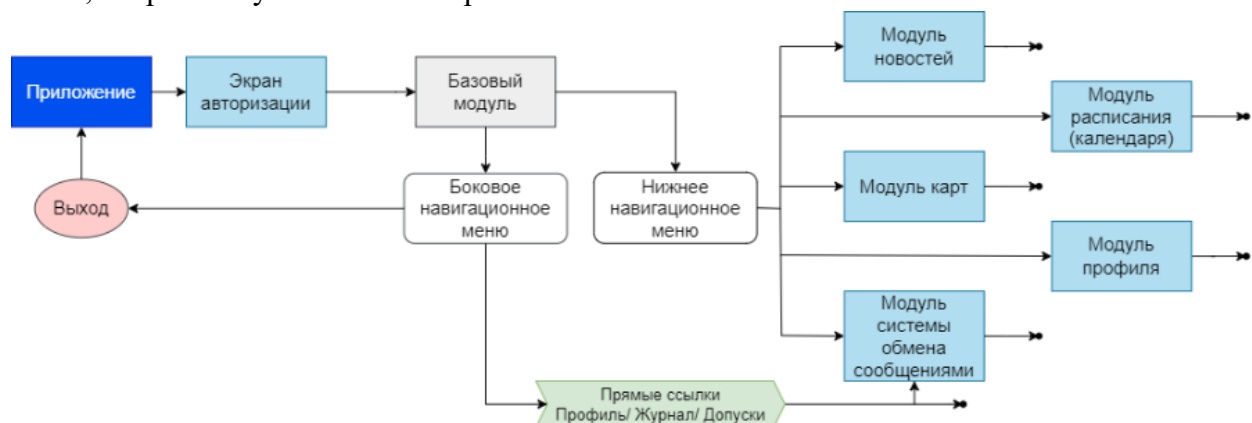 Приложение
Экран
авторизации
Базовый
модуль
Модуль
новостей
Модуль
расписания
(календаря)
Выход
Боковое
навигационное
меню
Нижнее
навигационное
меню
Модуль карт
Модуль
профиля
Модуль
системы
обмена
сообщениями
Прямые ссылки
Профиль/ Журнал/ Допуски